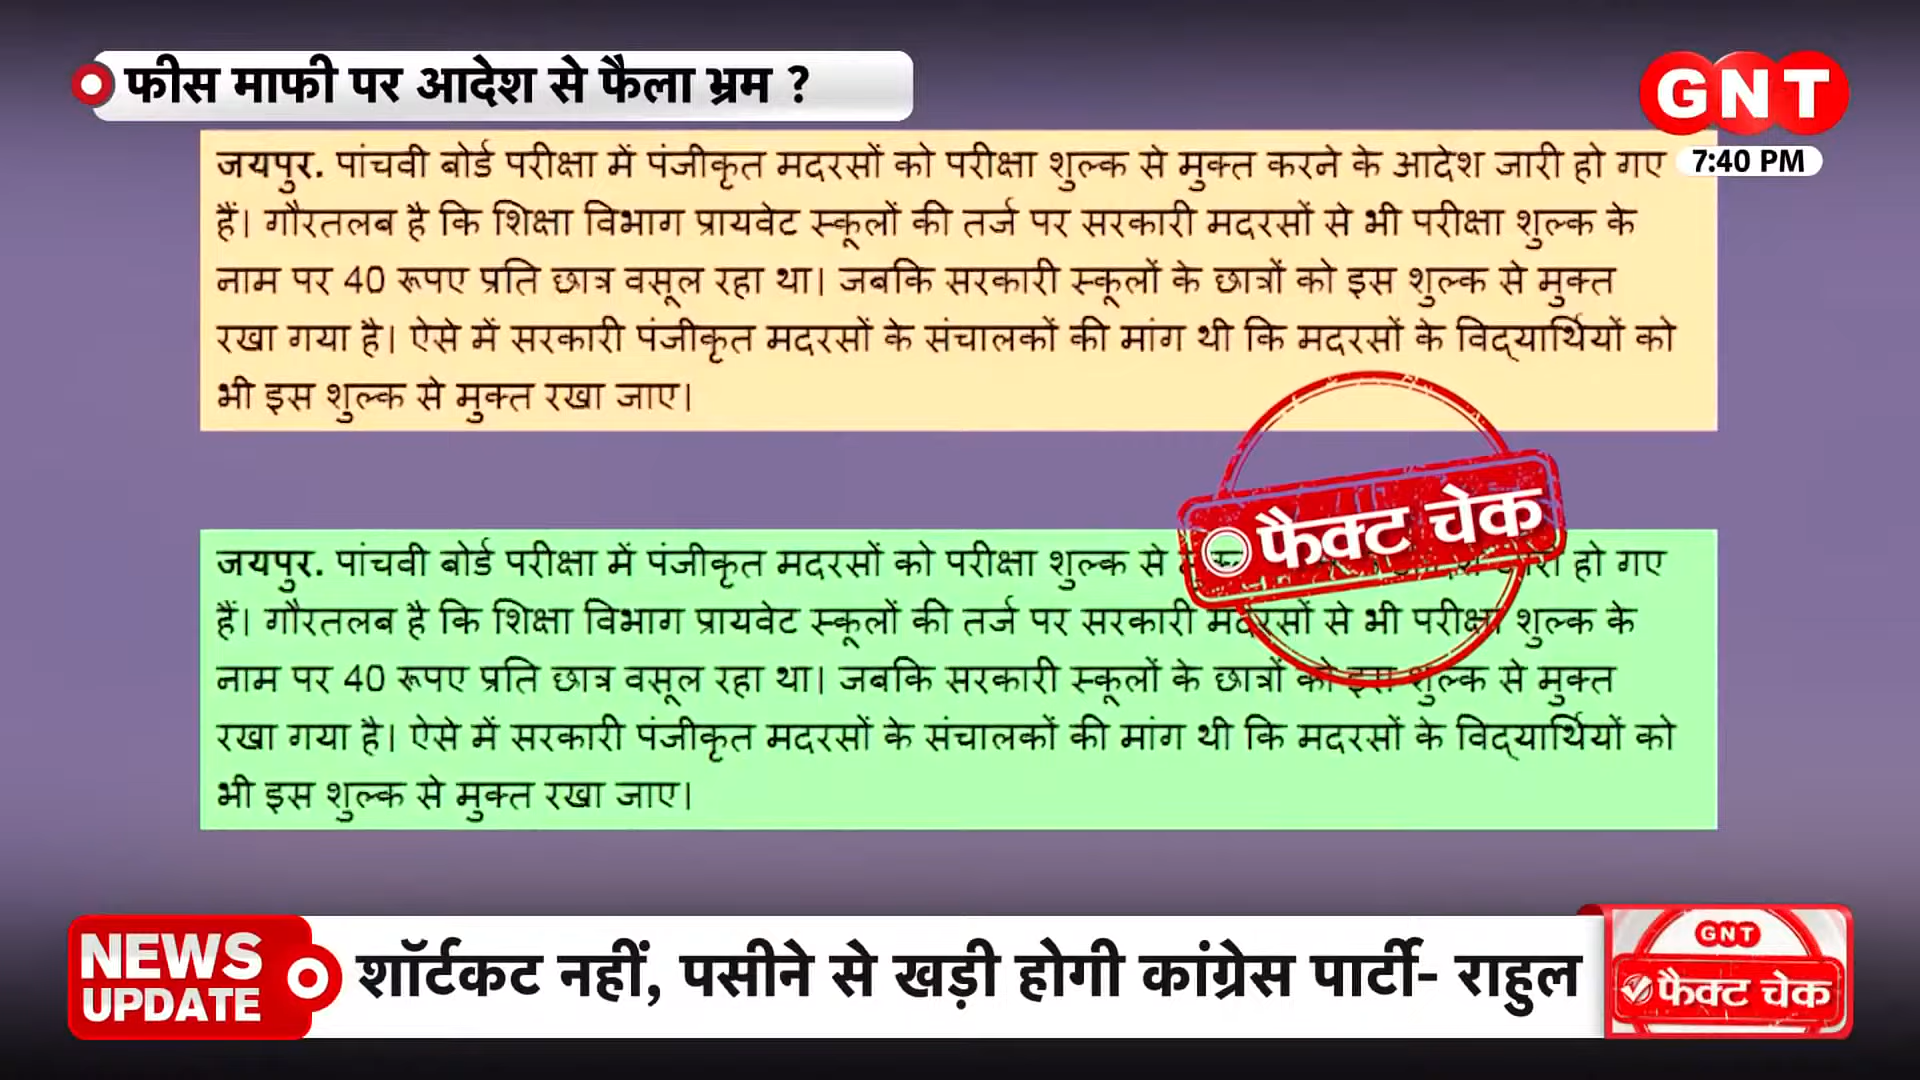 फीस माफी पर आदेश से फैला भ्रम ?
GNT
7:40 PM
जयपुर. पांचवी बोर्ड परीक्षा में पंजीकृत मदरसों को परीक्षा शुल्क से मुक्त करने के आदेश जारी हो गए
हैं। गौरतलब है कि शिक्षा विभाग प्रायवेट स्कूलों की तर्ज पर सरकारी मदरसों से भी परीक्षा शुल्क के
नाम पर 40 रूपए प्रति छात्र वसूल रहा था। जबकि सरकारी स्कूलों के छात्रों को इस शुल्क से मुक्त
रखा गया है। ऐसे में सरकारी पंजीकृत मदरसों के संचालकों की मांग थी कि मदरसों के विद्यार्थियों को
भी इस शुल्क से मुक्त रखा जाए।
फैक्ट चेक
जयपुर. पांचवी बोर्ड परीक्षा में पंजीकृत मदरसों को परीक्षा शुल्क से हो गए
हैं। गौरतलब है कि शिक्षा विभाग प्रायवेट स्कूलों की तर्ज पर सरकारी मदरसों से भी परीक्षा शुल्क के
नाम पर 40 रूपए प्रति छात्र वसूल रहा था। जबकि सरकारी स्कूलों के छात्रों को इस शुल्क से मुक्त
रखा गया है। ऐसे में सरकारी पंजीकृत मदरसों के संचालकों की मांग थी कि मदरसों के विद्यार्थियों को
भी इस शुल्क से मुक्त रखा जाए।
NEWS
UPDATE
शॉर्टकट नहीं, पसीने से खड़ी होगी कांग्रेस पार्टी- राहुल
GNT
फैक्ट चेक